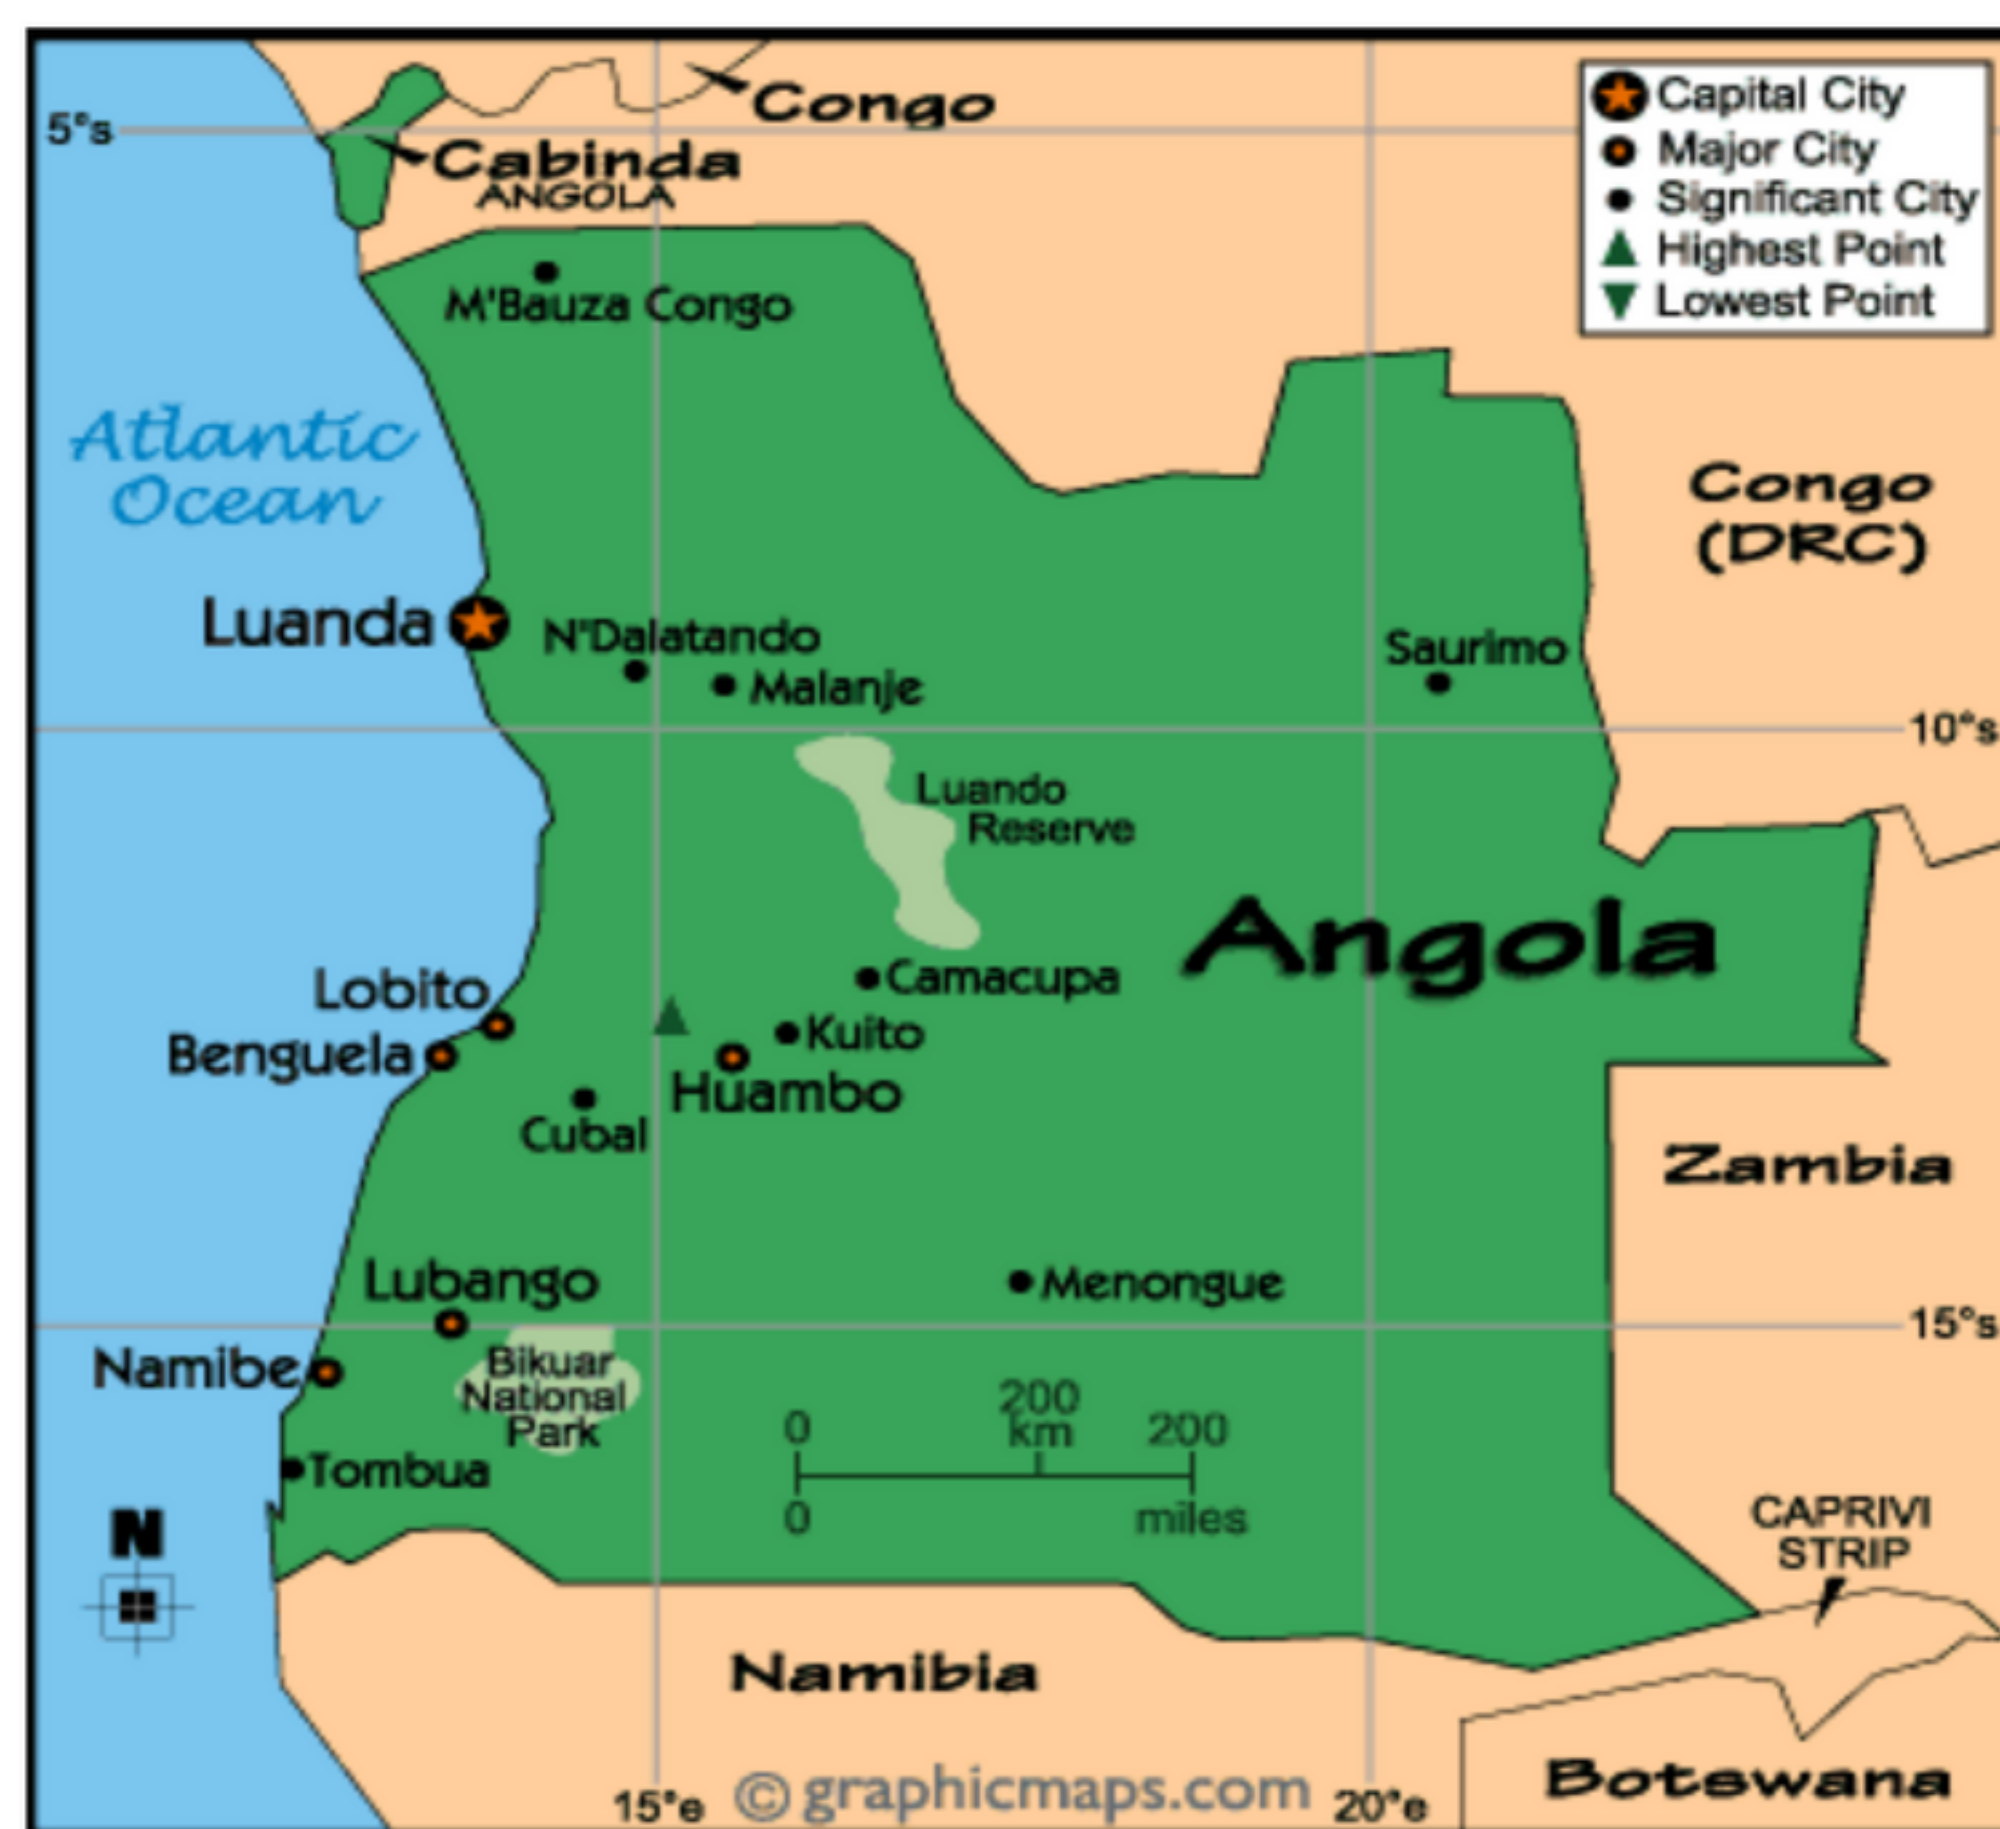 Congo
5°s
Cabinda
ANGOLA
Capital City
Major City
Significant City
Highest Point
Lowest Point
M'Bauza Congo
Atlantic
Ocean
Congo
(DRC)
Luanda
N'Dalatando
Malanje
Saurimo
10°s
Luando
Reserve
Angola
Camacupa
Lobito
Benguela
Kuito
Huambo
Cubal
Zambia
Lubango
Menongue
15°s
Namibe
Bikuar
National
Park
200
km
0
200
Tombua
0
miles
N
CAPRIVI
STRIP
Namibia
Botswana
15°e
©graphicmaps.com
20°e